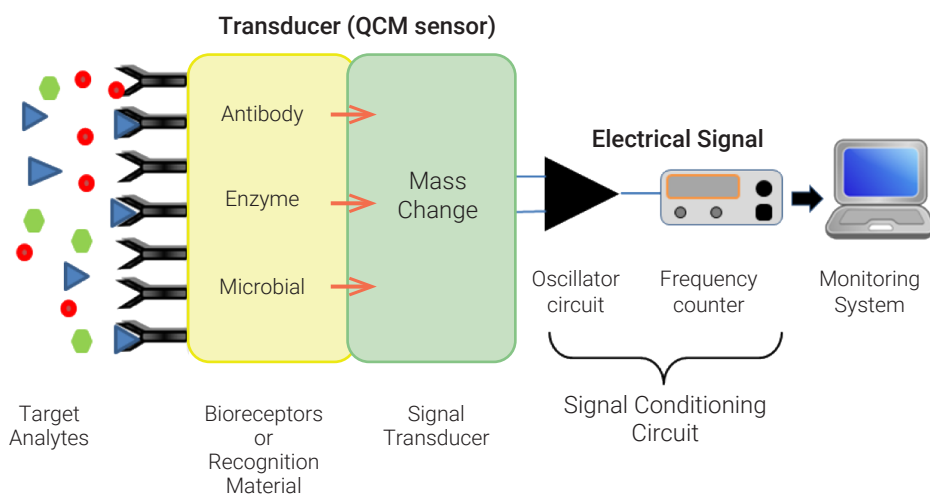 Transducer (QCM sensor)
Antibody
Enzyme
Microbial
Mass
Change
Electrical Signal
Oscillator
circuit
Frequency
counter
Monitoring
System
Signal Conditioning
Circuit
Target
Analytes
Bioreceptors
or
Recognition
Material
Signal
Transducer